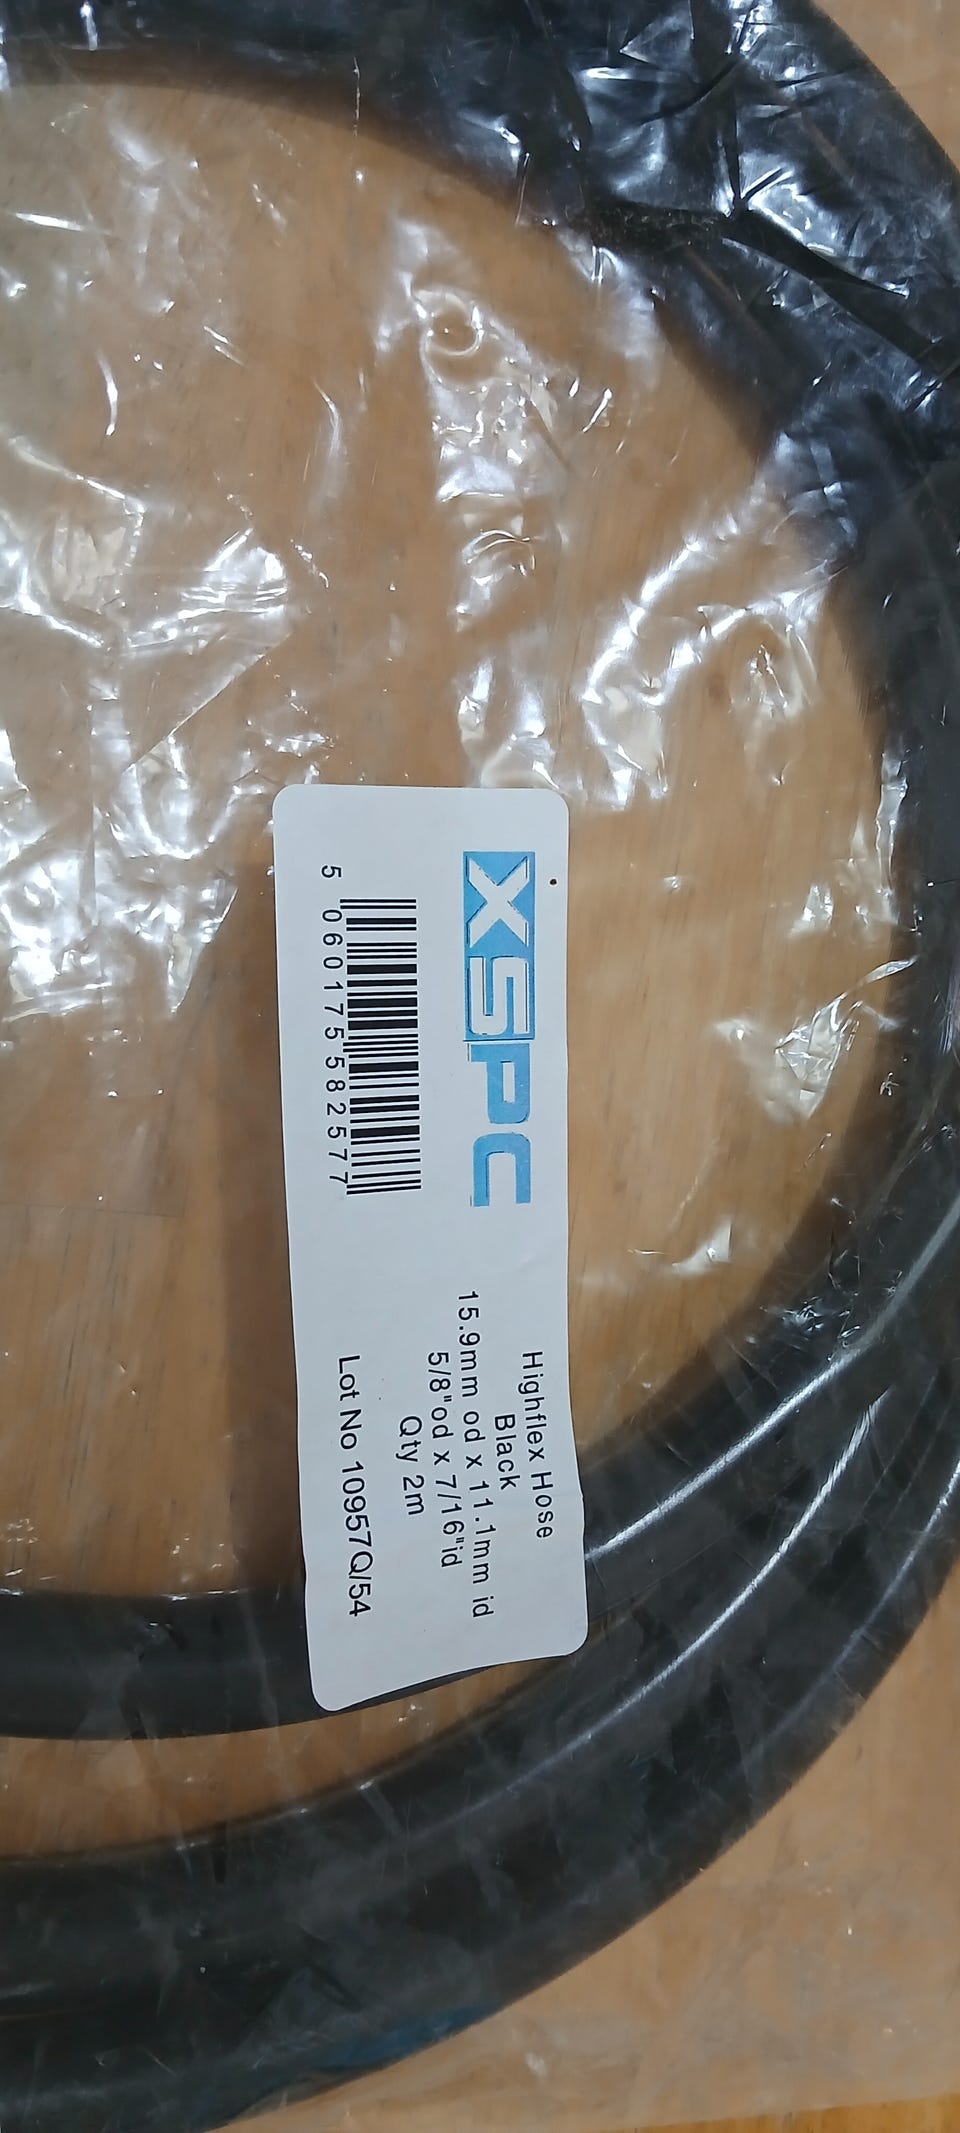 XSPC
5 060175 582577
Highflex Hose
Black
15.9mm od x 11.1mm id
5/8"od x 7/16"id
Qty 2m
Lot No 10957Q/54